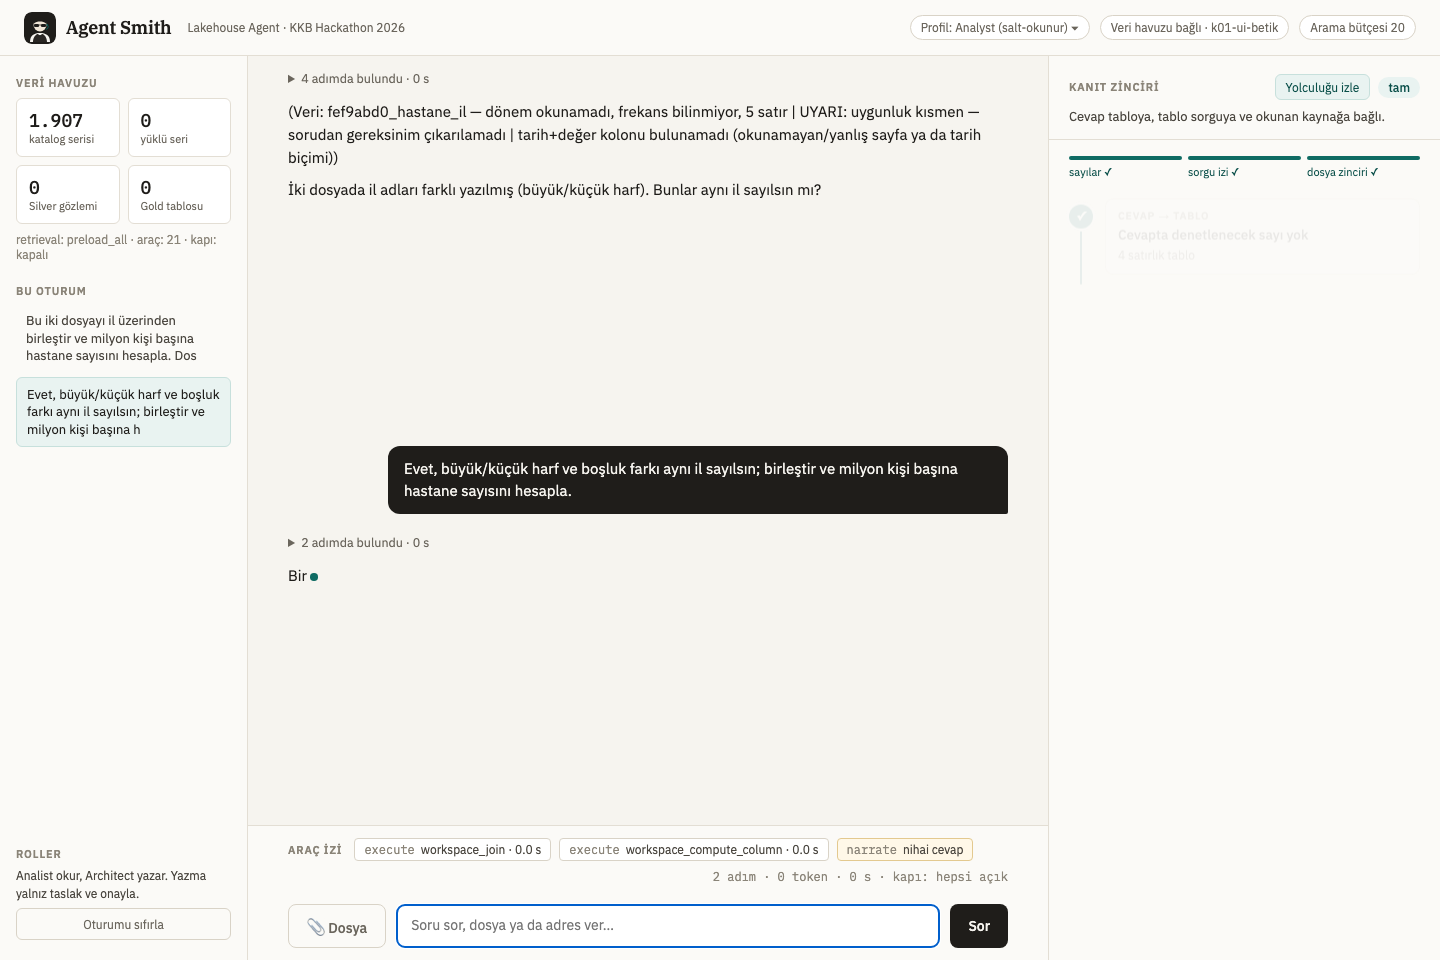 Agent Smith
Lakehouse Agent · KKB Hackathon 2026
Profil: Analyst (salt-okunur)
Veri havuzu bağlı · k01-ui-betik
Arama bütçesi 20
VERİ HAVUZU
1.907
katalog serisi
0
yüklü seri
0
Silver gözlemi
0
Gold tablosu
retrieval: preload_all · araç: 21 · kapı:
kapalı
BU OTURUM
Bu iki dosyayı il üzerinden
birleştir ve milyon kişi başına
hastane sayısını hesapla. Dos
Evet, büyük/küçük harf ve boşluk
farkı aynı il sayılsın; birleştir ve
milyon kişi başına h
ROLLER
Analist okur, Architect yazar. Yazma
yalnız taslak ve onayla.
Oturumu sıfırla
4 adımda bulundu · 0 s
(Veri: fef9abd0_hastane_il — dönem okunamadı, frekans bilinmiyor, 5 satır | UYARI: uygunluk kısmen —
sorudan gereksinim çıkarılamadı | tarih+değer kolonu bulunamadı (okunamayan/yanlış sayfa ya da tarih
biçimi))
İki dosyada il adları farklı yazılmış (büyük/küçük harf). Bunlar aynı il sayılsın mı?
Evet, büyük/küçük harf ve boşluk farkı aynı il sayılsın; birleştir ve milyon kişi başına
hastane sayısını hesapla.
2 adımda bulundu · 0 s
Bir
ARAÇ İZİ
execute workspace_join · 0.0 s
execute workspace_compute_column · 0.0 s
narrate nihai cevap
2 adım · 0 token · 0 s · kapı: hepsi açık
Dosya
Soru sor, dosya ya da adres ver...
Sor
KANIT ZİNCİRİ
Yolculuğu izle
tam
Cevap tabloya, tablo sorguya ve okunan kaynağa bağlı.
sayılar ✓
sorgu izi ✓
dosya zinciri ✓
CEVAP → TABLO
Cevapta denetlenecek sayı yok
4 satırlık tablo